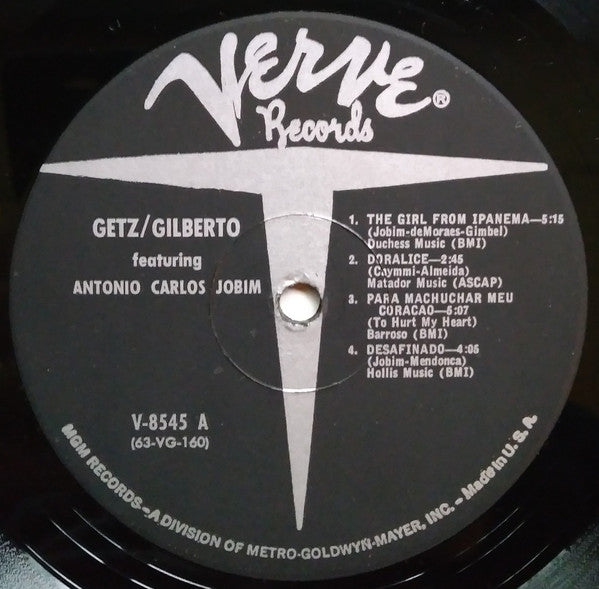 VERVE®
Records
GETZ/GILBERTO
featuring
ANTONIO CARLOS JOBIM
1. THE GIRL FROM IPANEMA—5:15
(Jobim-deMoraes-Gimbel)
Duchess Music (BMI)
2. DORALICE—2:45
(Caymmi-Almeida)
Matador Music (ASCAP)
3. PARA MACHUCHAR MEU
CORACAO—5:07
(To Hurt My Heart)
Barroso (BMI)
4. DESAFINADO—4:05
(Jobim-Mendonca)
Hollis Music (BMI)
V-8545 A
(63-VG-160)
MGM RECORDS—A DIVISION OF METRO-GOLDWYN-MAYER, INC. – Made in U. S. A.